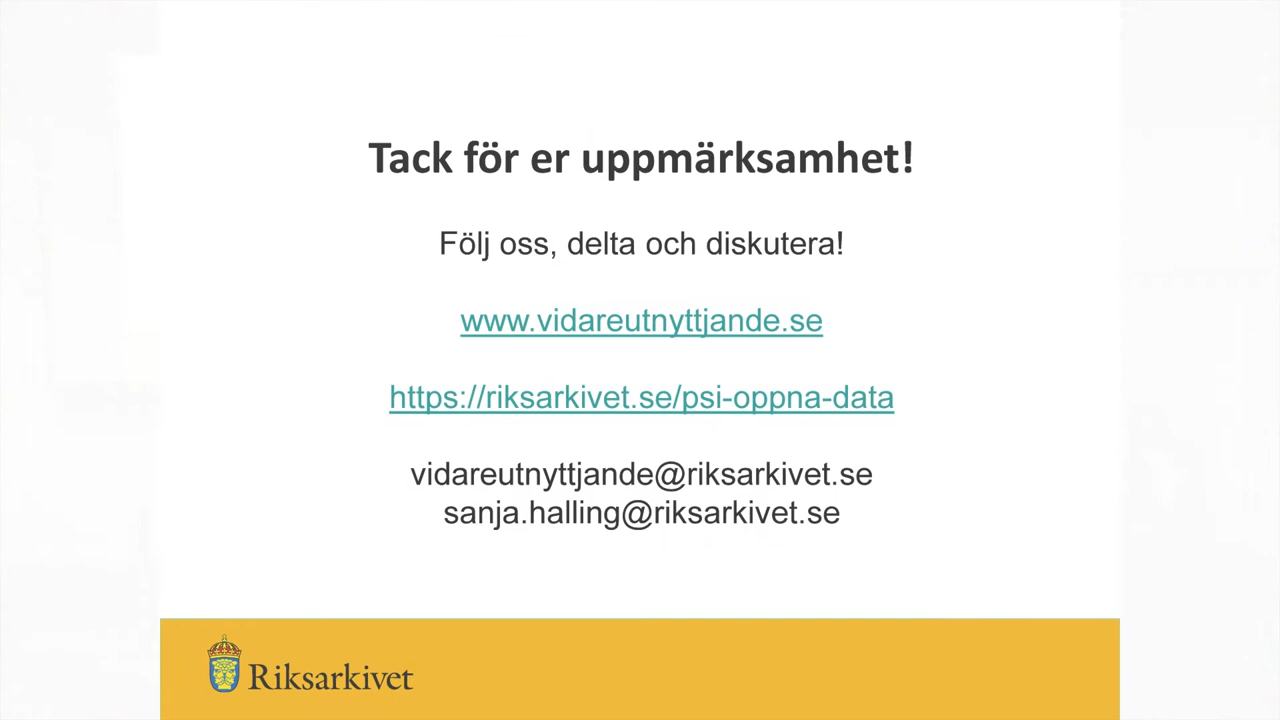 Tack för er uppmärksamhet!
Följ oss, delta och diskutera!
www.vidareutnyttjande.se
https://riksarkivet.se/psi-oppna-data
vidareutnyttjande@riksarkivet.se
sanja.halling@riksarkivet.se
Riksarkivet